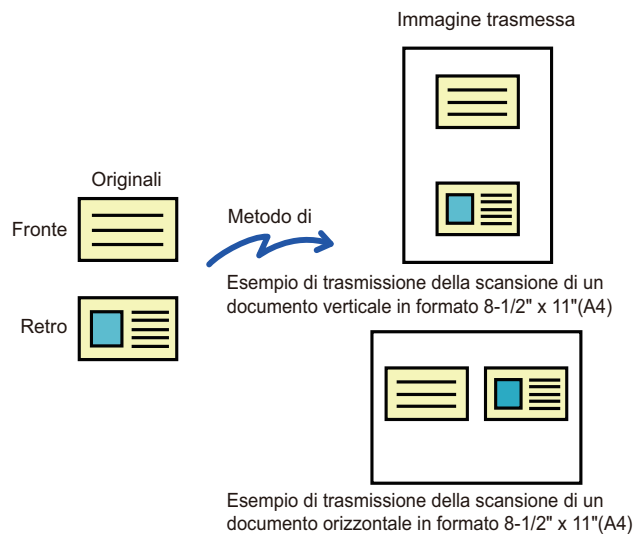 Immagine trasmessa
Originali
Fronte
Metodo di
Retro
Esempio di trasmissione della scansione di un
documento verticale in formato 8-1/2" x 11"(A4)
Esempio di trasmissione della scansione di un
documento orizzontale in formato 8-1/2" x 11"(A4)